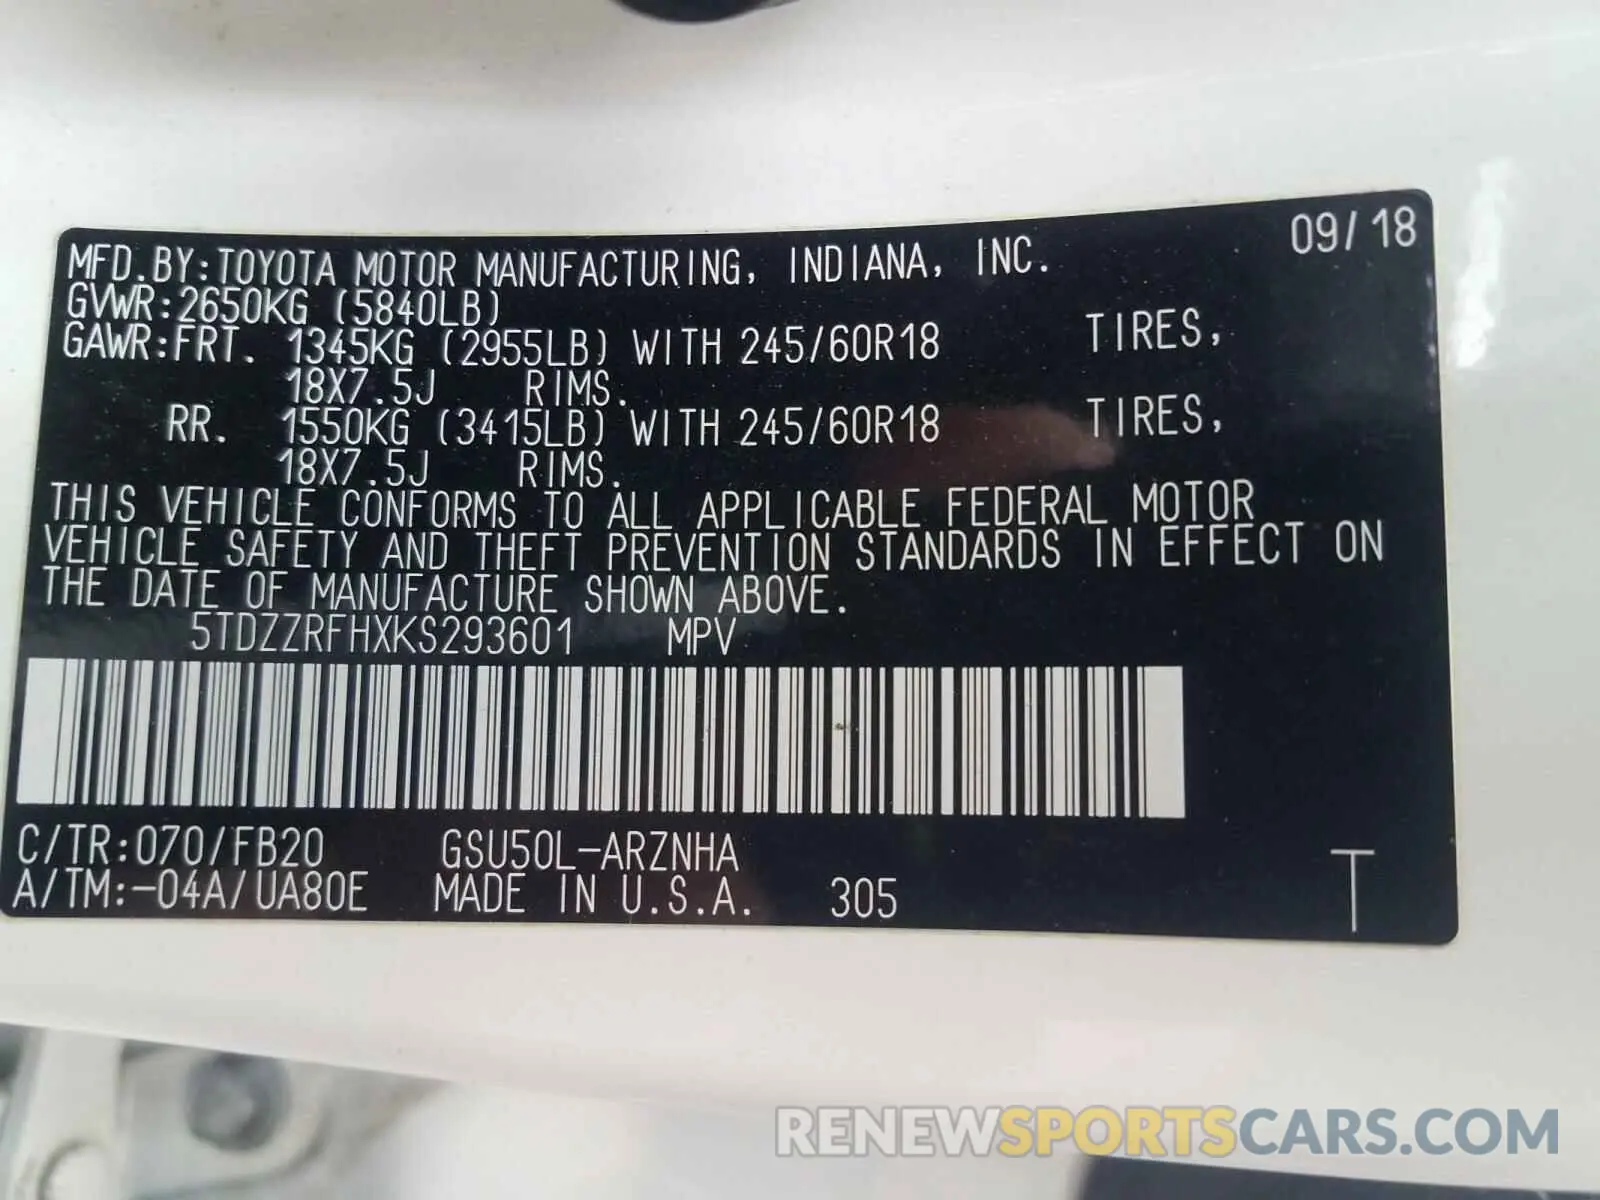 09/18
MFD.BY:TOYOTA MOTOR MANUFACTURING, INDIANA, INC.
GVWR:2650KG (5840LB)
GAWR:FRT. 1345KG (2955LB) WITH 245/60R18 TIRES,
18X7.5J RIMS.
RR. 1550KG (3415LB) WITH 245/60R18 TIRES,
18X7.5J RIMS.
THIS VEHICLE CONFORMS TO ALL APPLICABLE FEDERAL MOTOR
VEHICLE SAFETY AND THEFT PREVENTION STANDARDS IN EFFECT ON
THE DATE OF MANUFACTURE SHOWN ABOVE.
5TDZZRFHXKS293601 MPV
C/TR:070/FB20 GSU50L-ARZNHA
A/TM:-04A/UA80E MADE IN U.S.A. 305 T
RENEWSPORTSCARS.COM